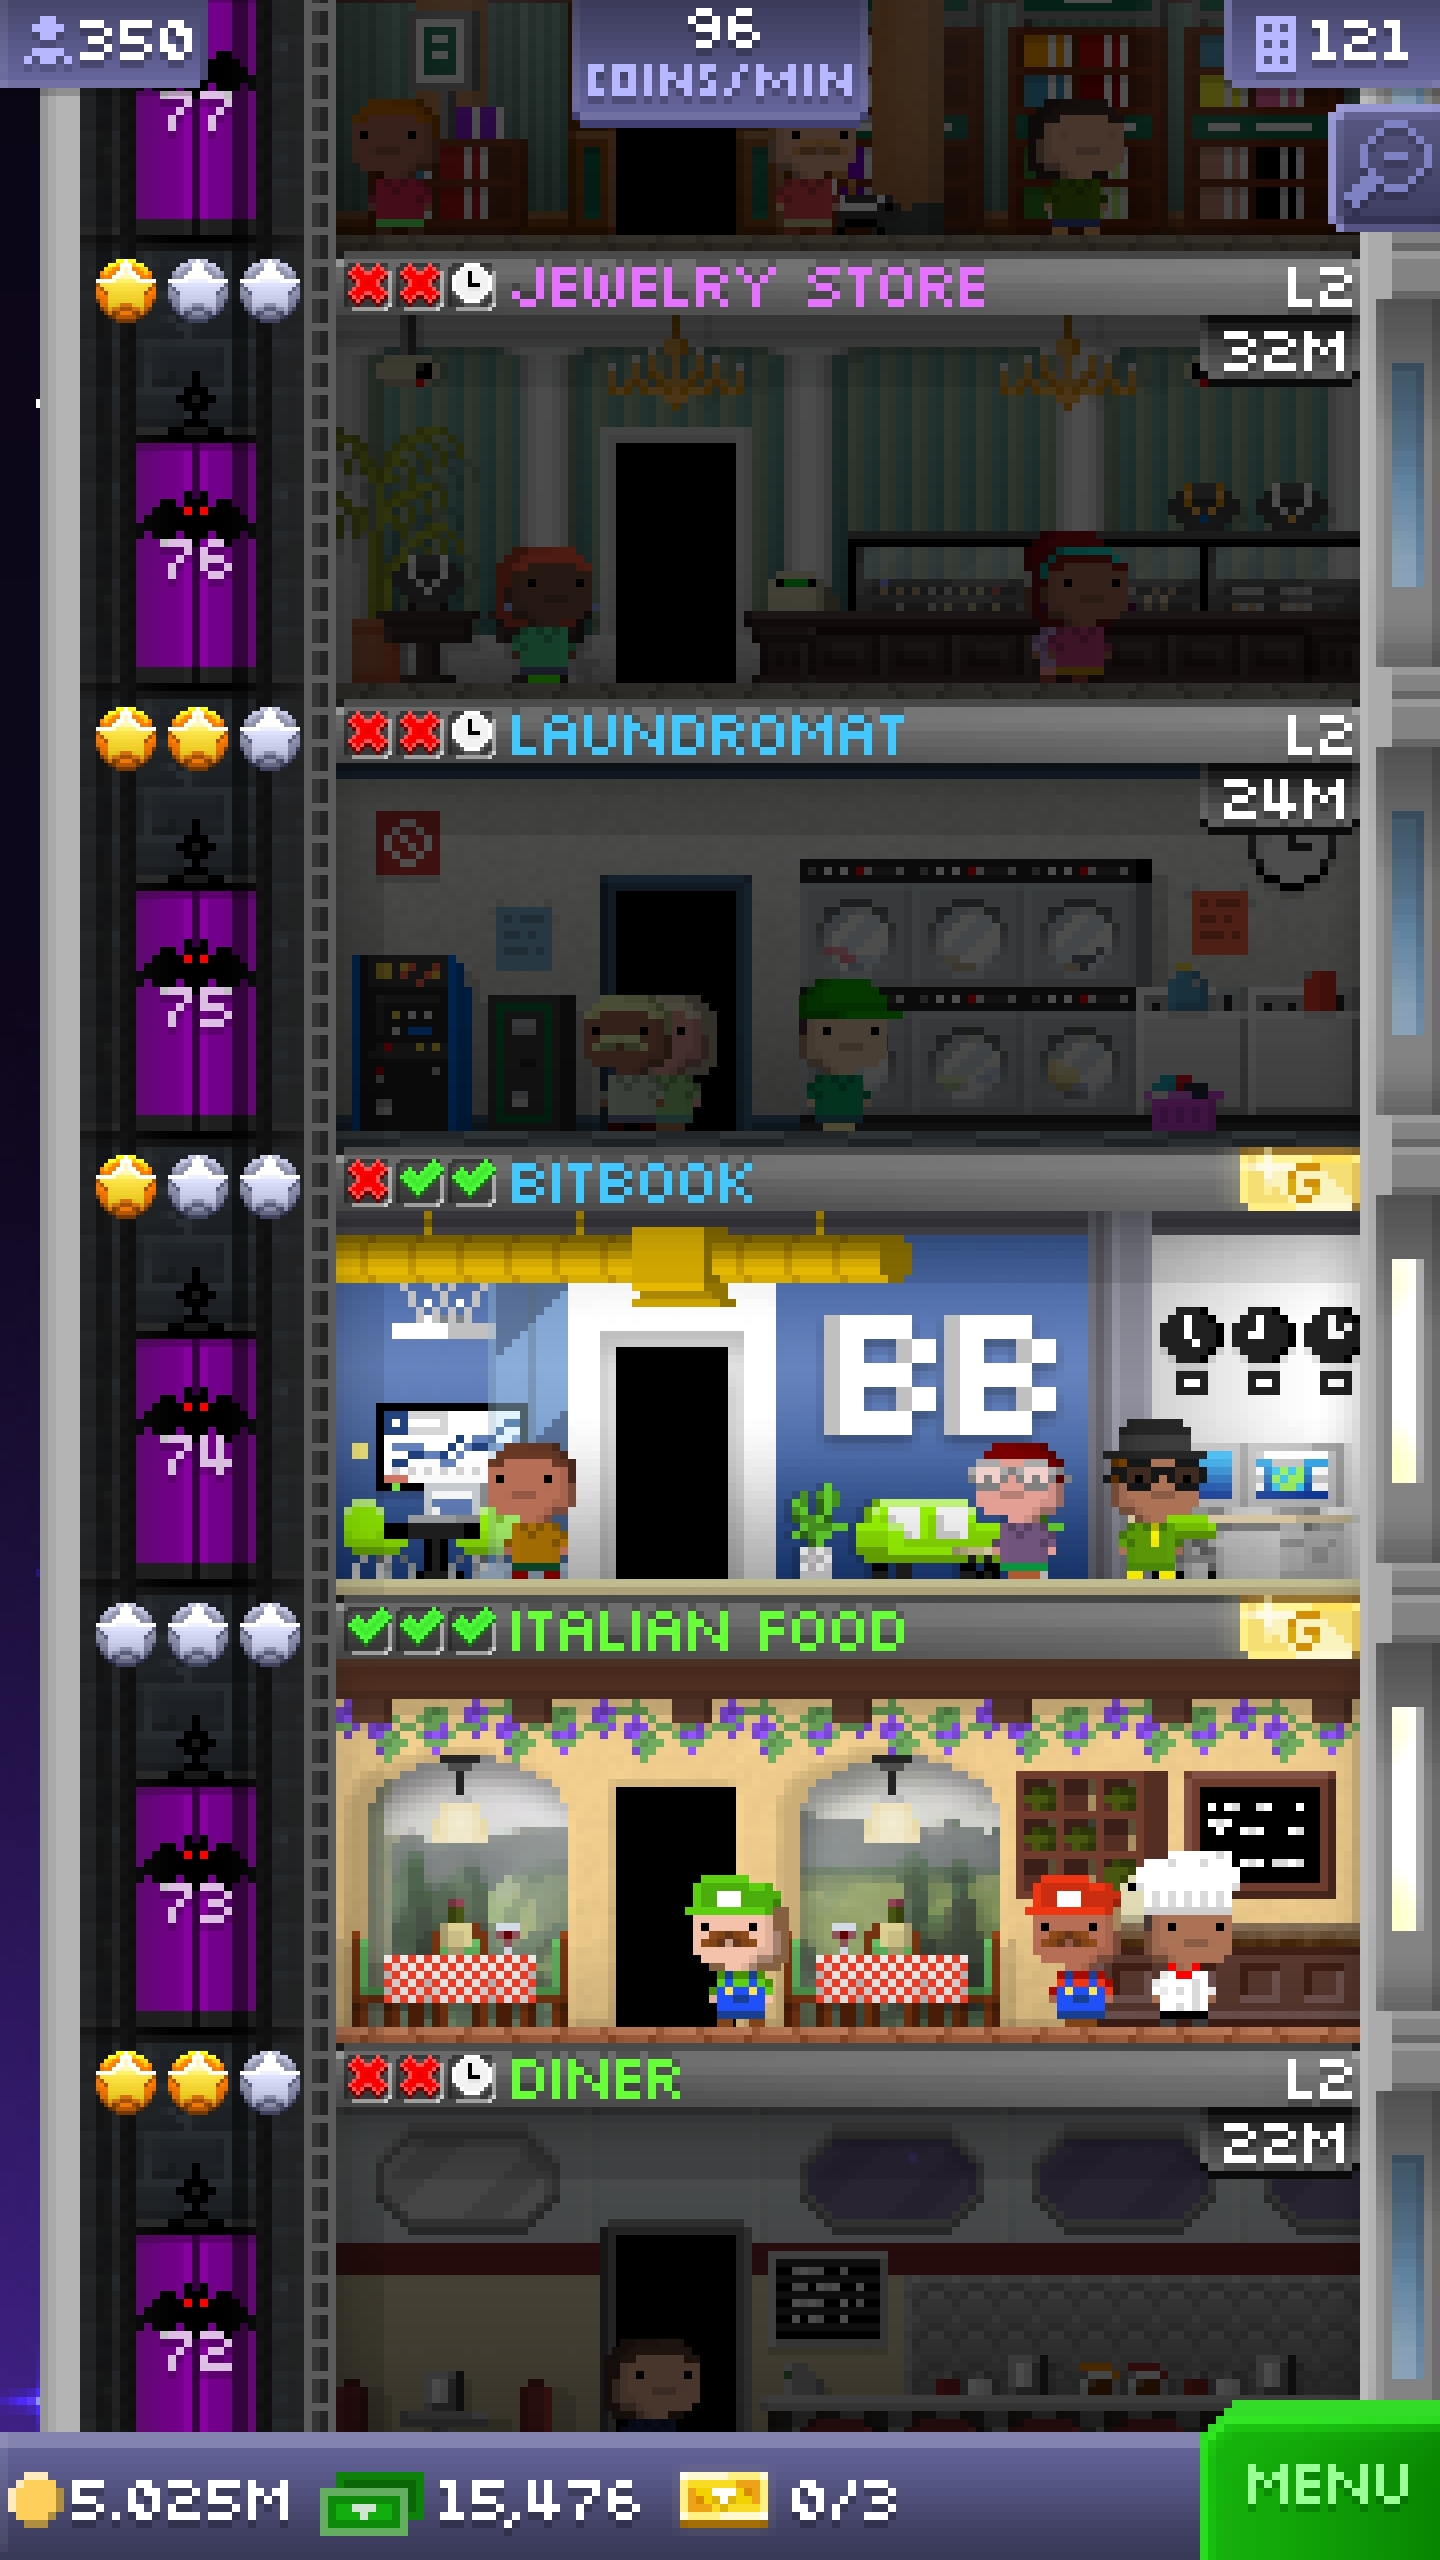 350
96
COINS/MIN
121
77
JEWELRY STORE
L2
32M
76
LAUNDROMAT
L2
24M
75
BITBOOK
G
BB
74
ITALIAN FOOD
G
73
DINER
L2
22M
72
5.025M
15,476
0/3
MENU